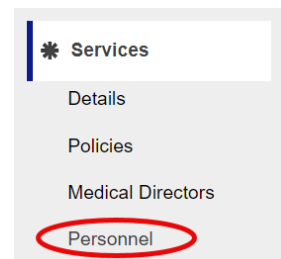 Services
Details
Policies
Medical Directors
Personnel